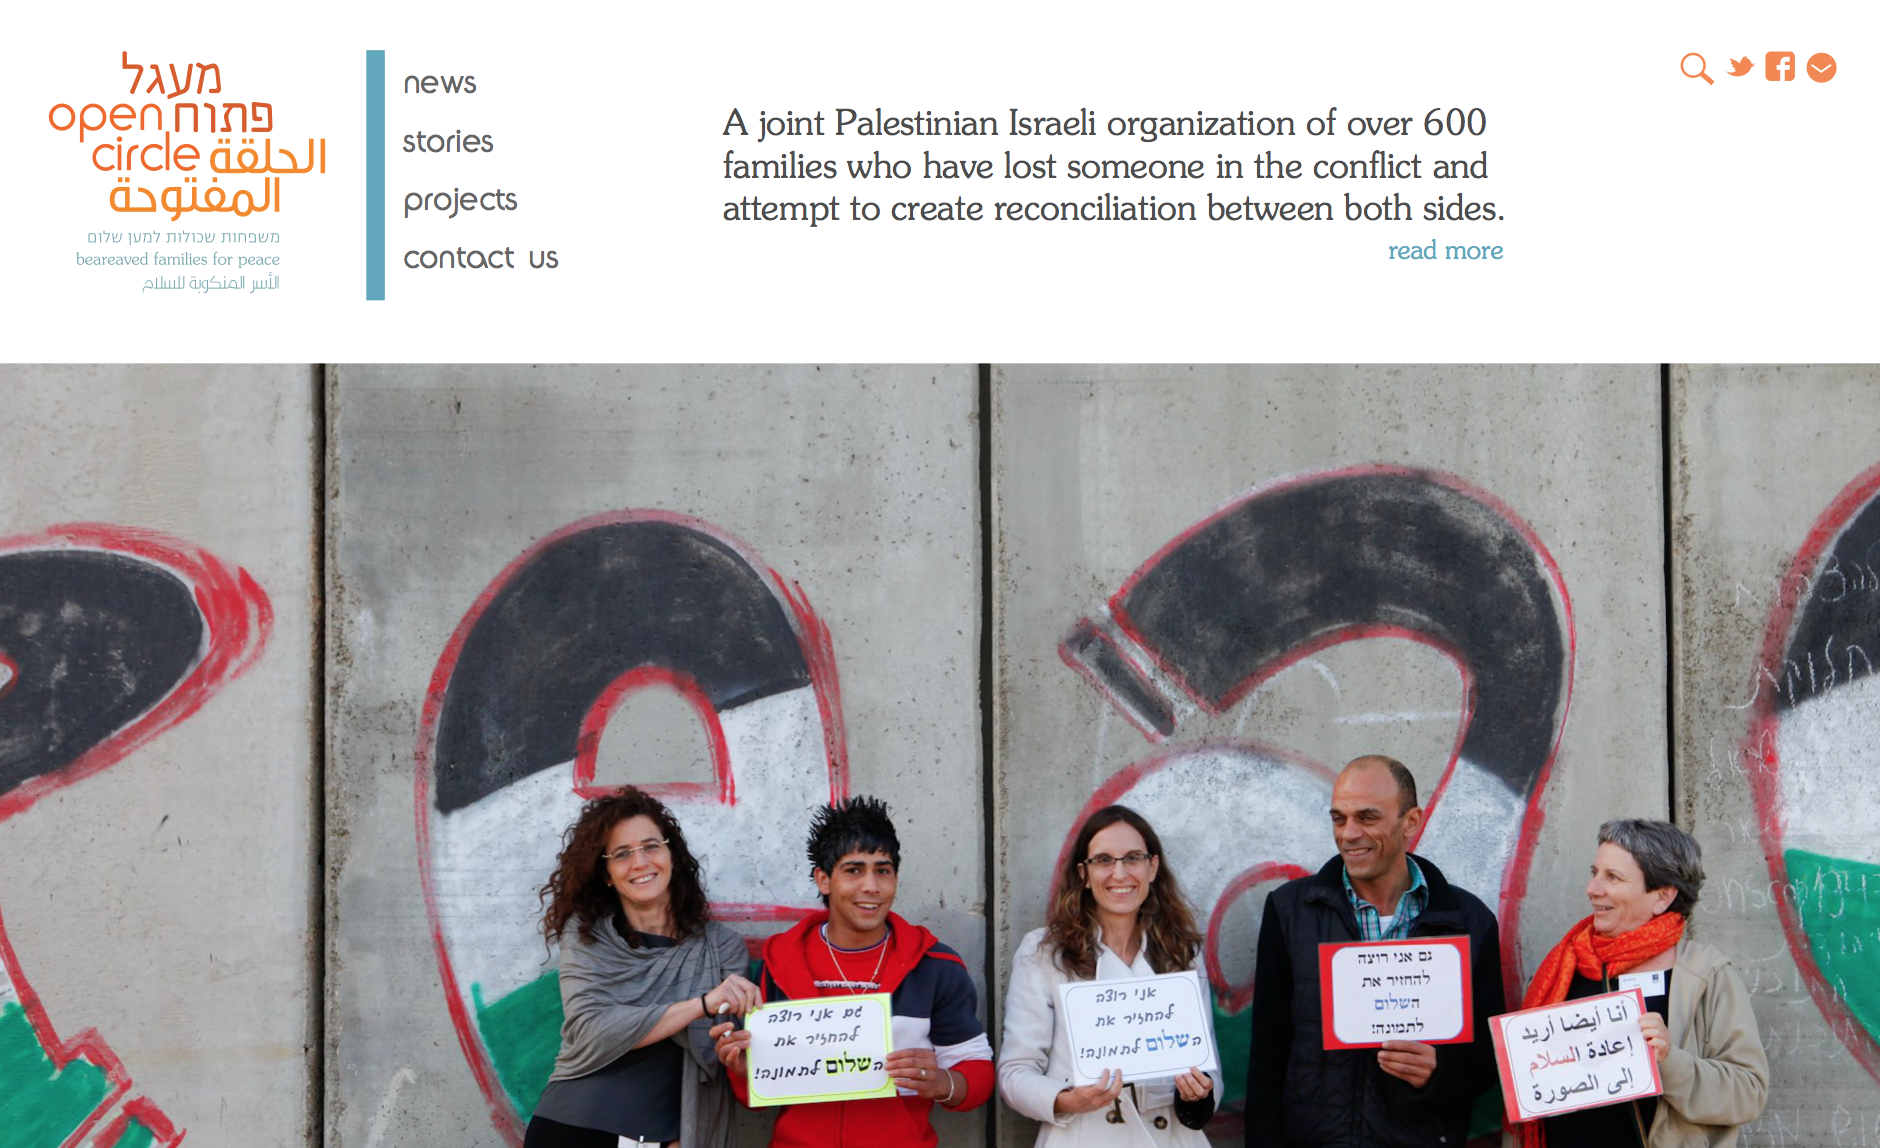 מעגל
open פתוח
circle الحلقة
المفتوحة
משפחות שכולות למען שלום
beareaved families for peace
الأسر المنكوبة للسلام
news
stories
projects
contact us
A joint Palestinian Israeli organization of over 600
families who have lost someone in the conflict and
attempt to create reconciliation between both sides.
read more
גם אני רוצה
להחזיר את
השלום לתמונה!
אני רוצה
להחזיר את
השלום לתמונה!
גם אני רוצה
להחזיר את
השלום
לתמונה!
أنا أيضا أريد
إعادة السلام
إلى الصورة